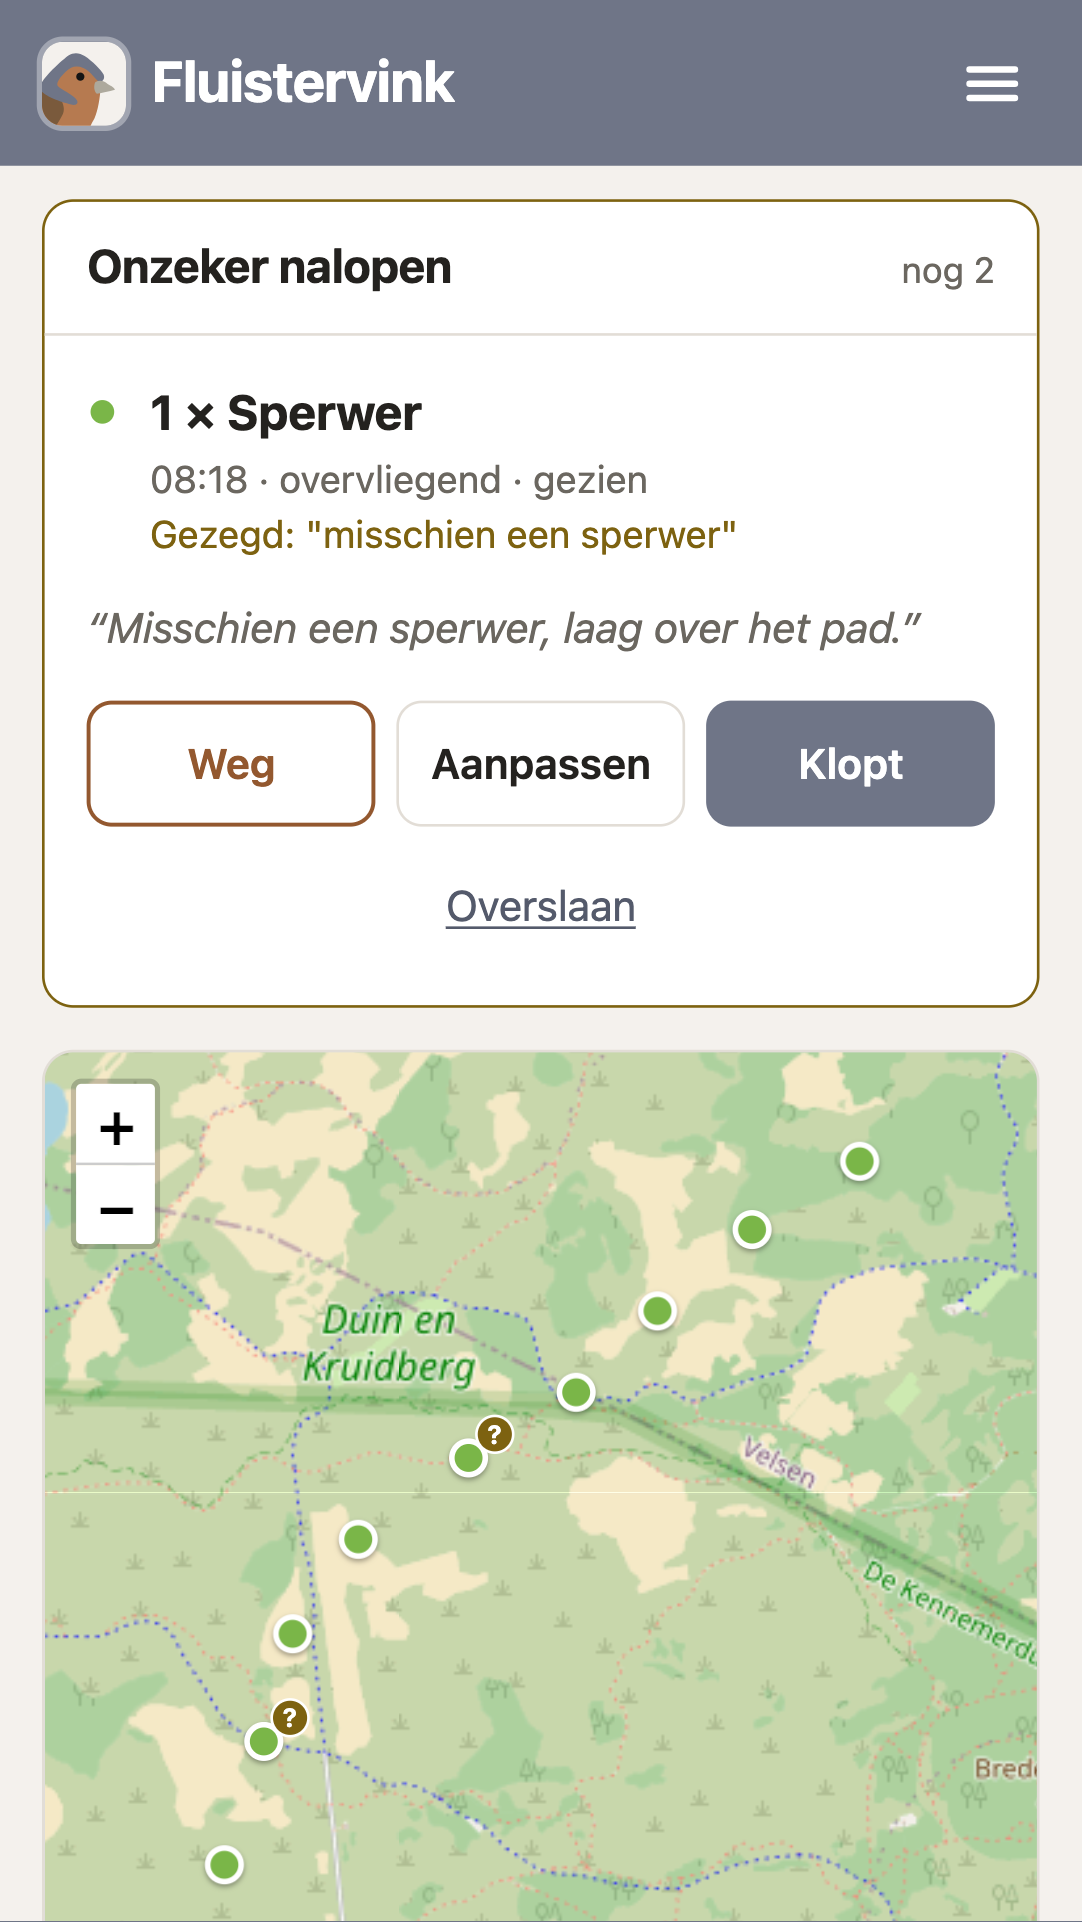 Fluistervink
Onzeker nalopen
nog 2
1 × Sperwer
08:18 · overvliegend · gezien
Gezegd: "misschien een sperwer"
“Misschien een sperwer, laag over het pad.”
Weg
Aanpassen
Klopt
Overslaan
+
−
Duin en
Kruidberg
?
Velsen
De Kennemerdu
?
Brede